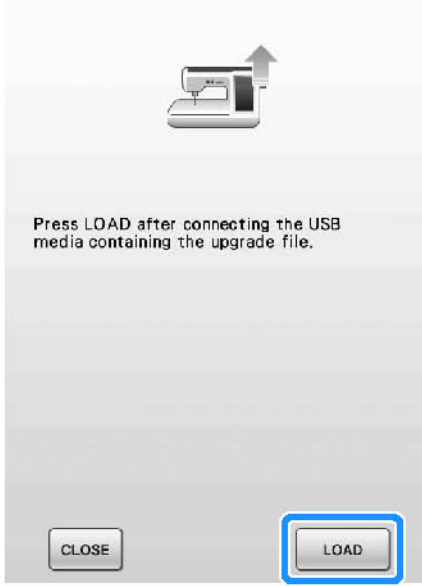 Press LOAD after connecting the USB
media containing the upgrade file.
CLOSE
LOAD